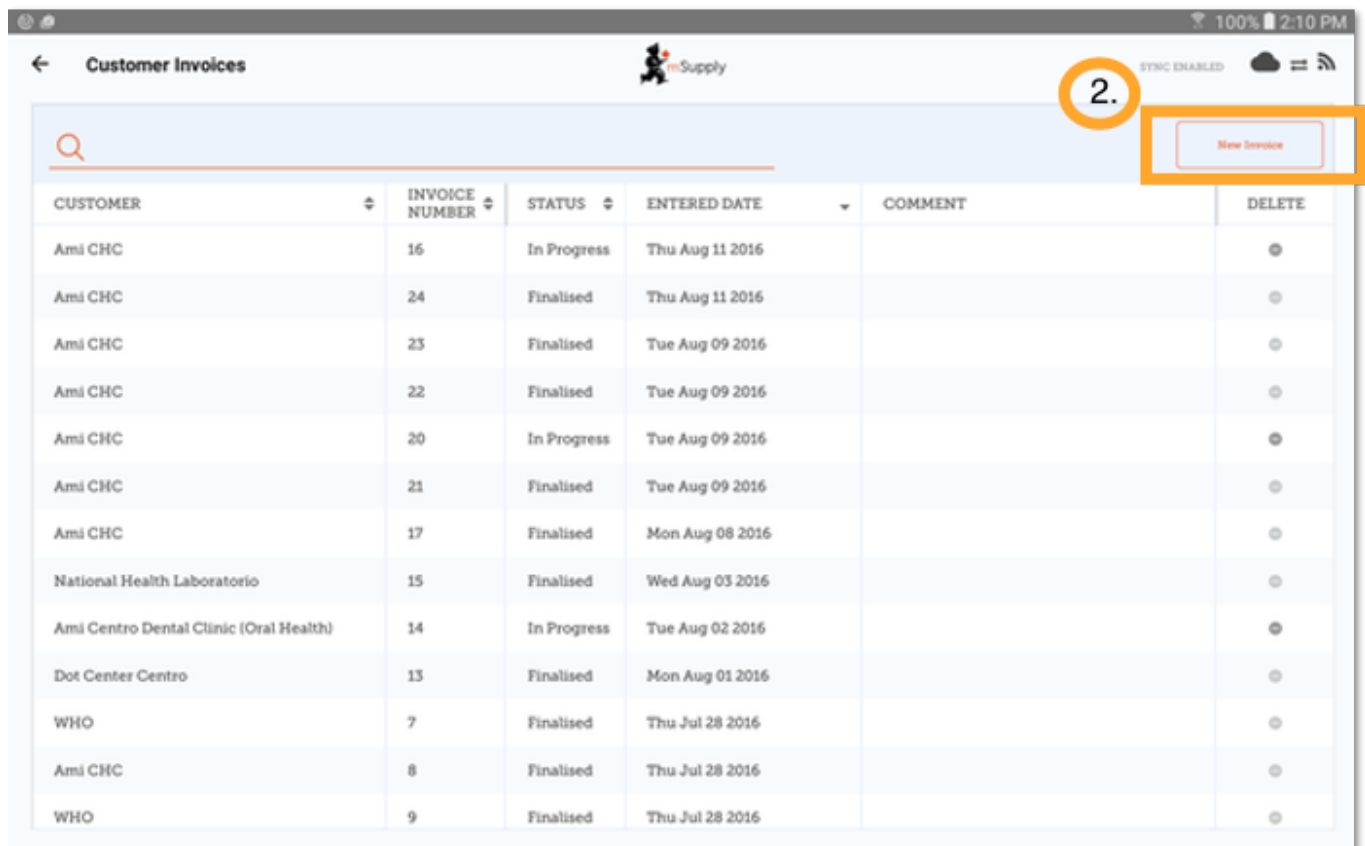 100% 2:10 PM
Customer Invoices mSupply SYNC ENABLED
2.
New Invoice
CUSTOMER INVOICE NUMBER STATUS ENTERED DATE COMMENT DELETE
Ami CHC 16 In Progress Thu Aug 11 2016
Ami CHC 24 Finalised Thu Aug 11 2016
Ami CHC 23 Finalised Tue Aug 09 2016
Ami CHC 22 Finalised Tue Aug 09 2016
Ami CHC 20 In Progress Tue Aug 09 2016
Ami CHC 21 Finalised Tue Aug 09 2016
Ami CHC 17 Finalised Mon Aug 08 2016
National Health Laboratorio 15 Finalised Wed Aug 03 2016
Ami Centro Dental Clinic (Oral Health) 14 In Progress Tue Aug 02 2016
Dot Center Centro 13 Finalised Mon Aug 01 2016
WHO 7 Finalised Thu Jul 28 2016
Ami CHC 8 Finalised Thu Jul 28 2016
WHO 9 Finalised Thu Jul 28 2016